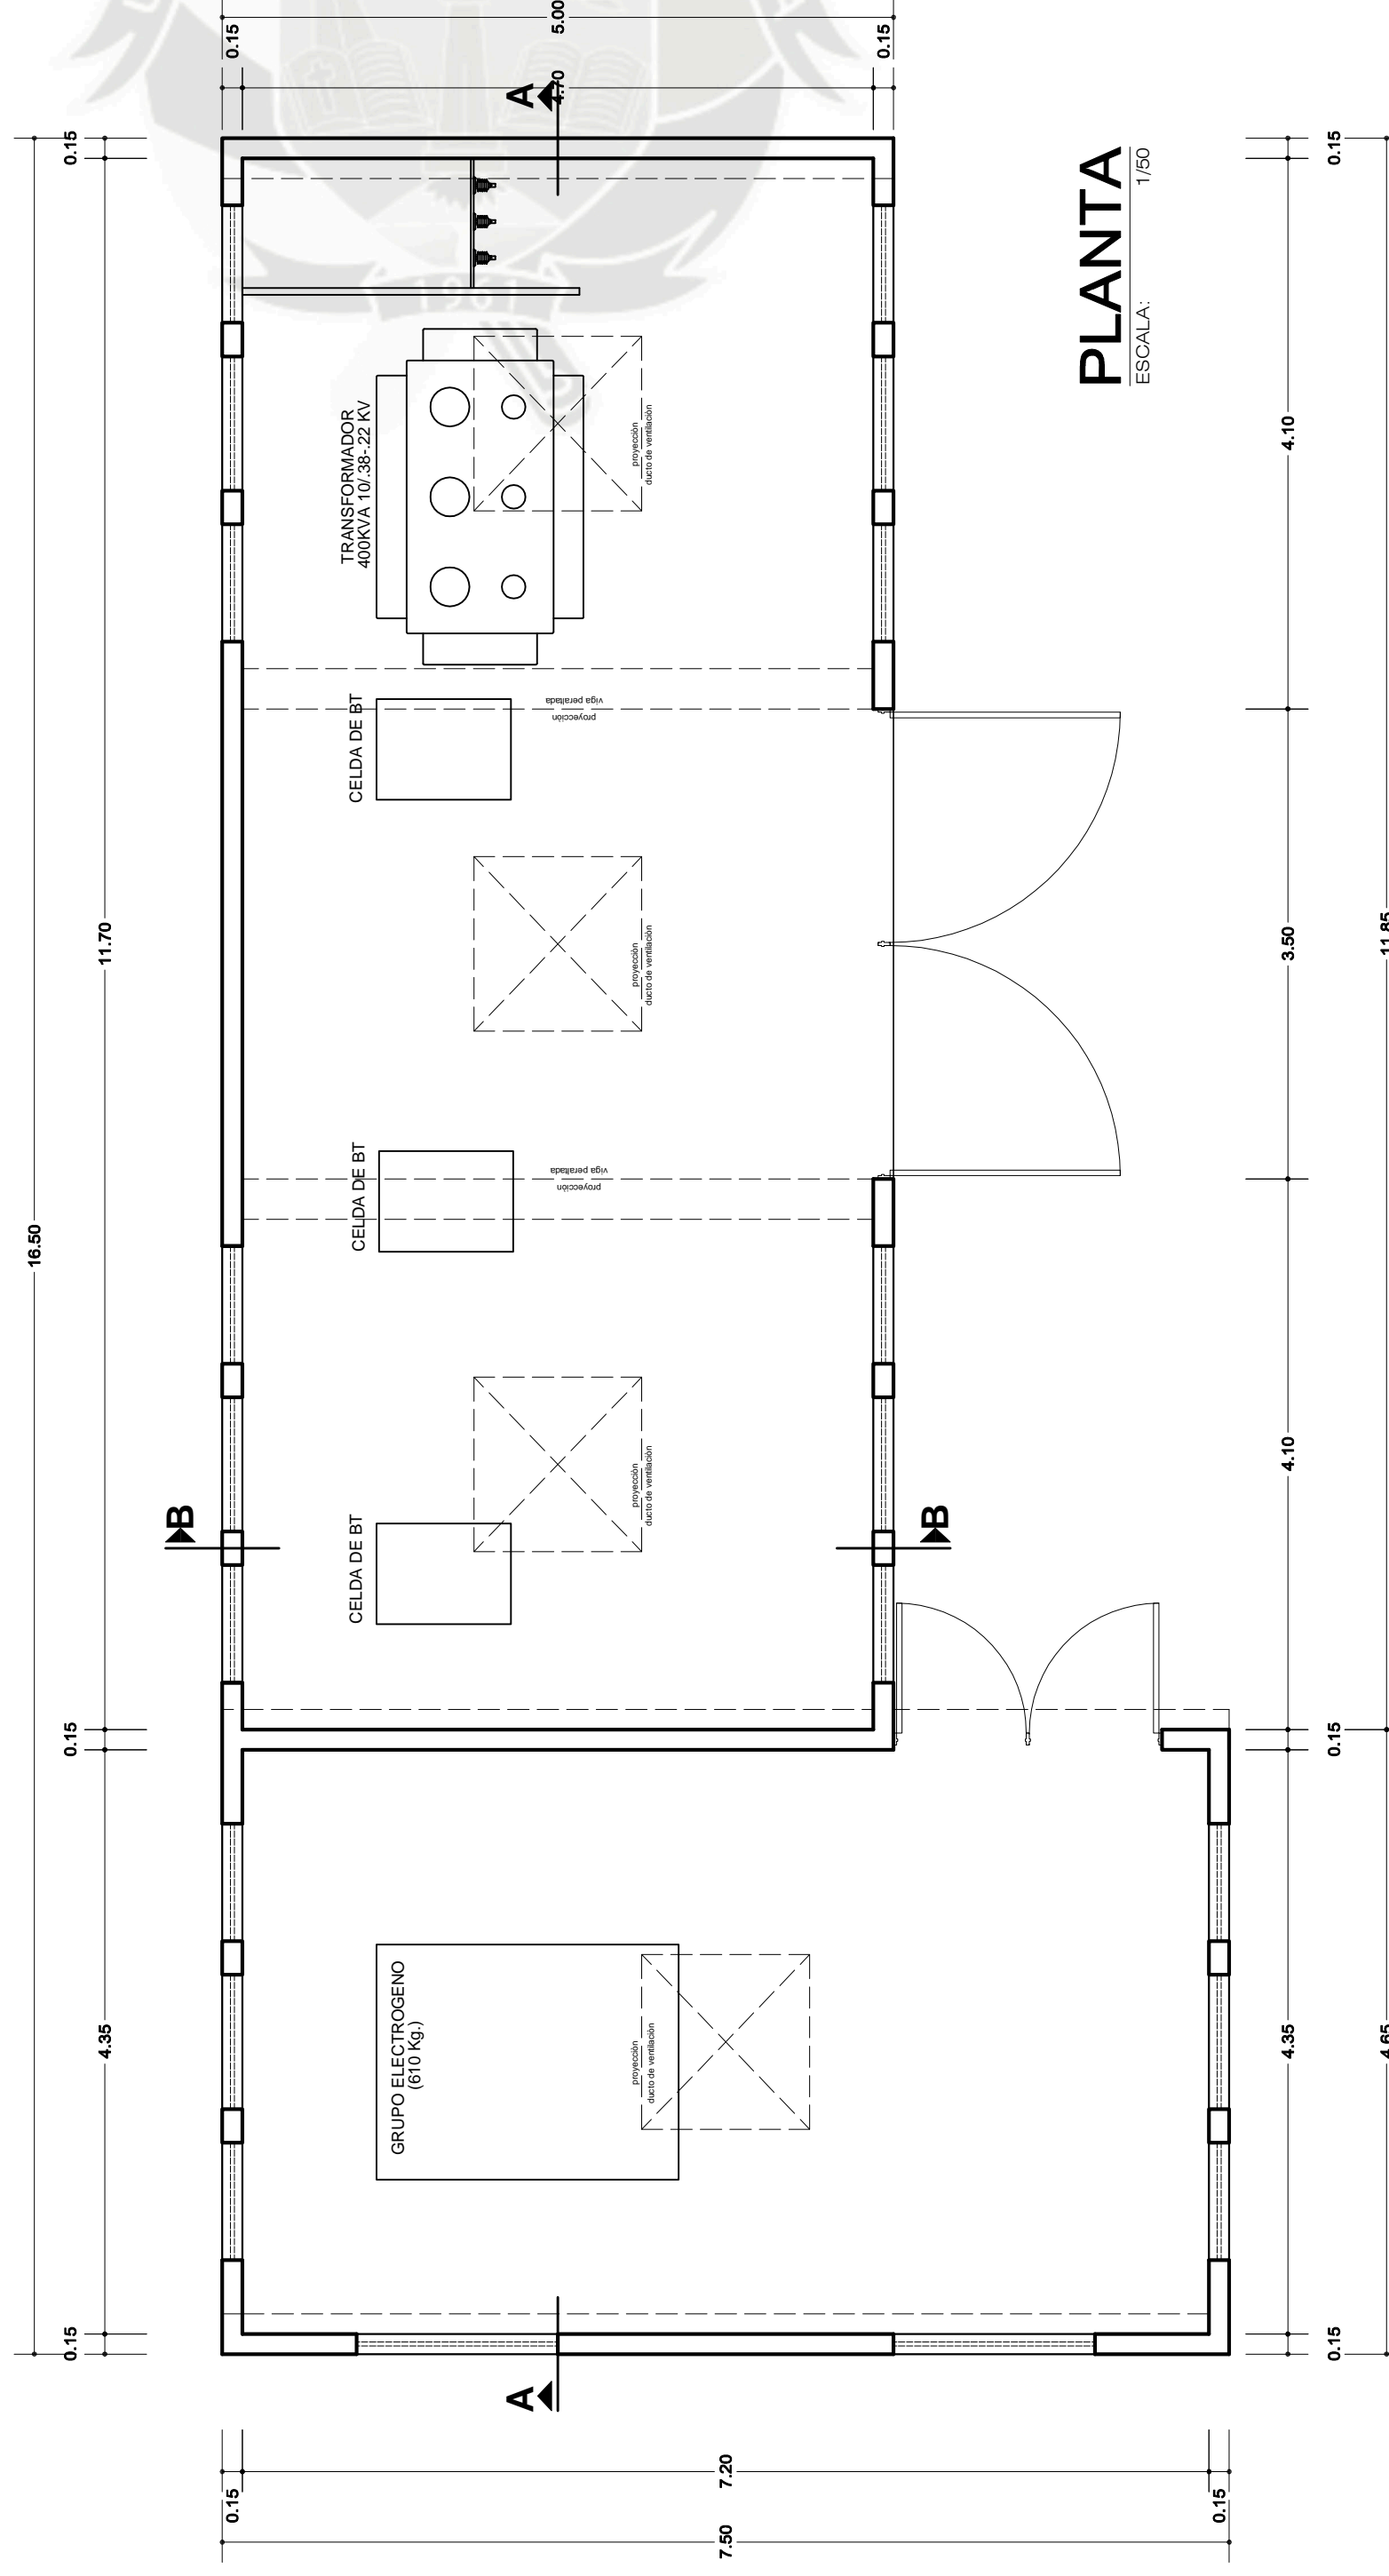 5.00
0.15
0.15
4.70
A
0.15
0.15
PLANTA
ESCALA:
1/50
1961
TRANSFORMADOR
400KVA 10/.38-.22 KV
proyección
ducto de ventilación
4.10
CELDA DE BT
viga peraltada
proyección
11.70
proyección
ducto de ventilación
3.50
11.85
CELDA DE BT
viga peraltada
proyección
16.50
proyección
ducto de ventilación
4.10
B
B
CELDA DE BT
0.15
0.15
GRUPO ELECTROGENO
(610 Kg.)
proyección
ducto de ventilación
4.35
4.35
4.65
0.15
0.15
A
7.20
0.15
0.15
7.50